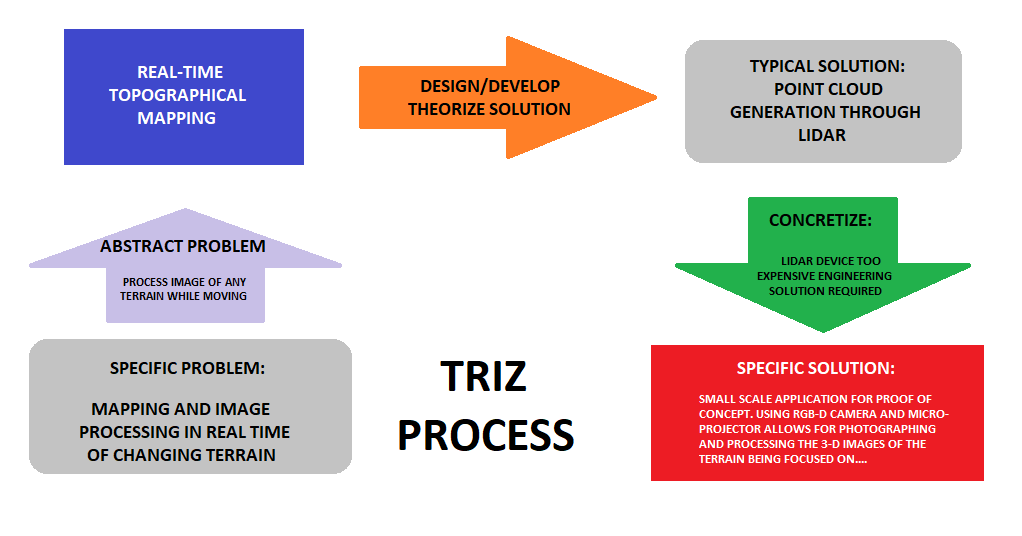 REAL-TIME
TOPOGRAPHICAL
MAPPING
DESIGN/DEVELOP
THEORIZE SOLUTION
TYPICAL SOLUTION:
POINT CLOUD
GENERATION THROUGH
LIDAR
ABSTRACT PROBLEM
PROCESS IMAGE OF ANY
TERRAIN WHILE MOVING
CONCRETIZE:
LIDAR DEVICE TOO
EXPENSIVE ENGINEERING
SOLUTION REQUIRED
SPECIFIC PROBLEM:
MAPPING AND IMAGE
PROCESSING IN REAL TIME
OF CHANGING TERRAIN
TRIZ
PROCESS
SPECIFIC SOLUTION:
SMALL SCALE APPLICATION FOR PROOF OF
CONCEPT. USING RGB-D CAMERA AND MICRO-
PROJECTOR ALLOWS FOR PHOTOGRAPHING
AND PROCESSING THE 3-D IMAGES OF THE
TERRAIN BEING FOCUSED ON....